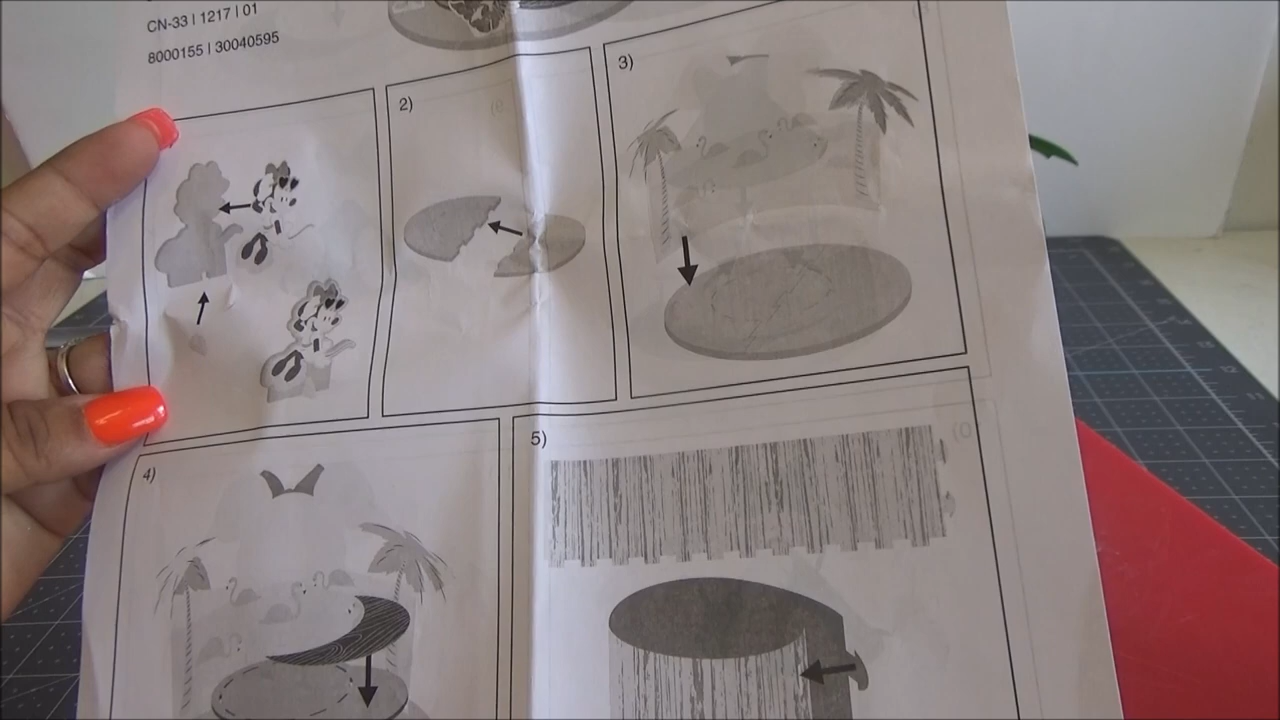 CN-33 | 1217 | 01
8000155 | 30040595
2)
3)
4)
5)